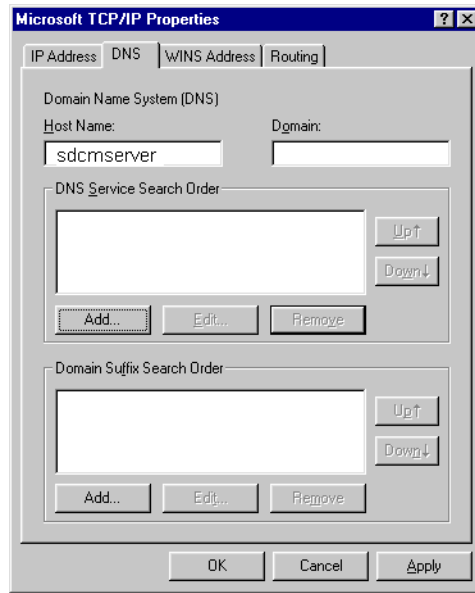 Microsoft TCP/IP Properties ? ×
IP Address DNS WINS Address Routing
Domain Name System (DNS)
Host Name: Domain:
sdcmserver
DNS Service Search Order
Up↑
Down↓
Add... Edit... Remove
Domain Suffix Search Order
Up↑
Down↓
Add... Edit... Remove
OK Cancel Apply